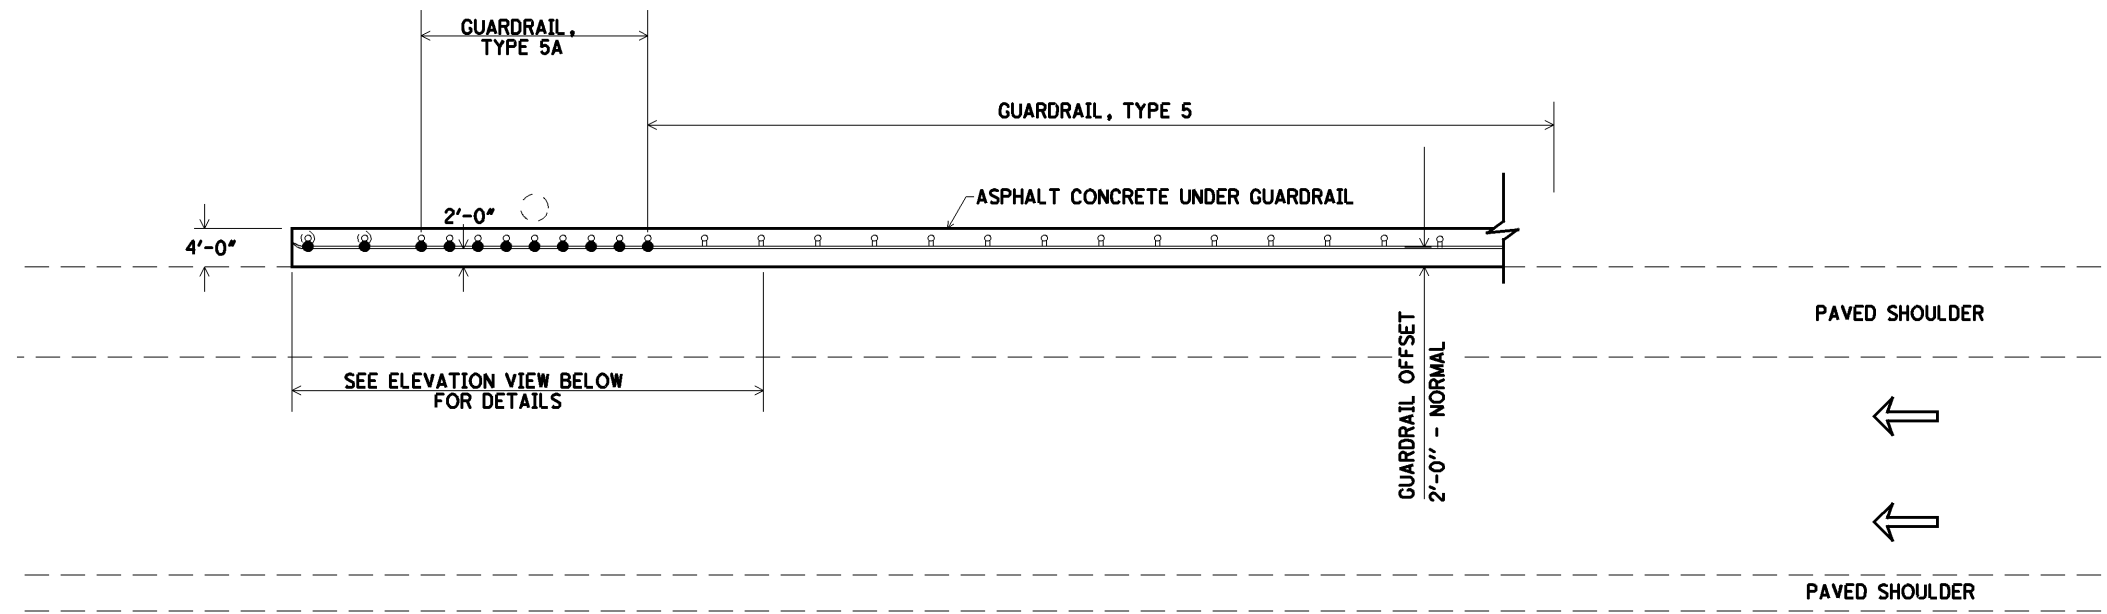 GUARDRAIL,
TYPE 5A
GUARDRAIL, TYPE 5
ASPHALT CONCRETE UNDER GUARDRAIL
2'-0"
4'-0"
PAVED SHOULDER
SEE ELEVATION VIEW BELOW
FOR DETAILS
GUARDRAIL OFFSET
2'-0'' - NORMAL
PAVED SHOULDER